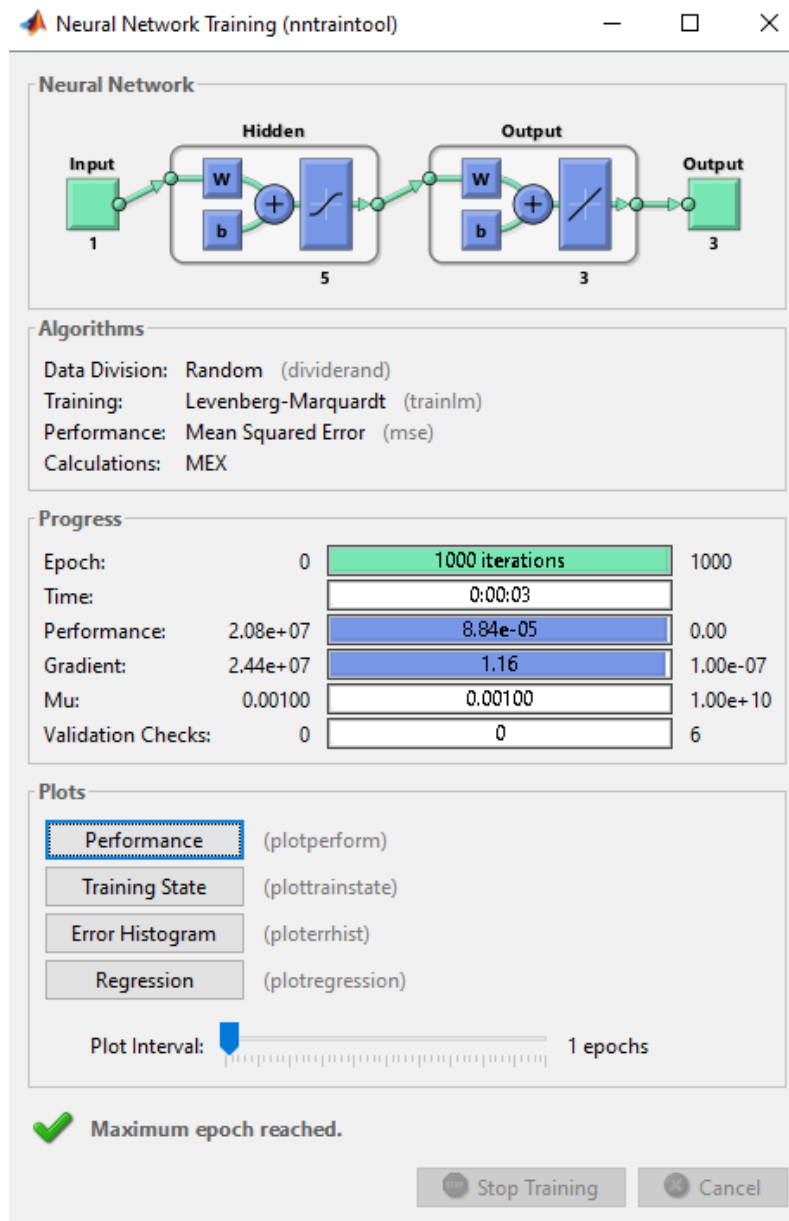 Neural Network Training (nntraintool)
Neural Network
Hidden Output
Input Output
W W
+ +
b b
1 3
5 3
Algorithms
Data Division: Random (dividerand)
Training: Levenberg-Marquardt (trainlm)
Performance: Mean Squared Error (mse)
Calculations: MEX
Progress
Epoch: 0 1000 iterations 1000
Time: 0:00:03
Performance: 2.08e+07 8.84e-05 0.00
Gradient: 2.44e+07 1.16 1.00e-07
Mu: 0.00100 0.00100 1.00e+10
Validation Checks: 0 0 6
Plots
Performance (plotperform)
Training State (plottrainstate)
Error Histogram (ploterrhist)
Regression (plotregression)
Plot Interval: 1 epochs
Maximum epoch reached.
Stop Training Cancel